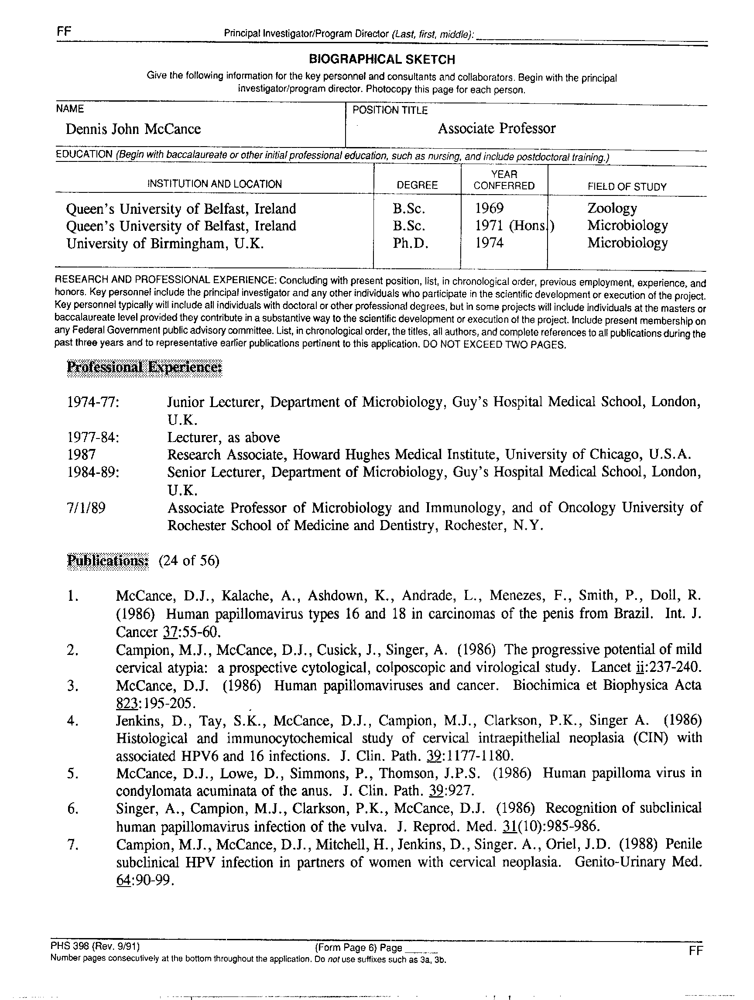 FF
Principal Investigator/Program Director (Last, first, middle):
BIOGRAPHICAL SKETCH
Give the following information for the key personnel and consultants and collaborators. Begin with the principal
investigator/program director. Photocopy this page for each person.
NAME
POSITION TITLE
Dennis John McCance
Associate Professor
EDUCATION (Begin with baccalaureate or other initial professional education, such as nursing, and include postdoctoral training.)
INSTITUTION AND LOCATION
DEGREE
YEAR
CONFERRED
FIELD OF STUDY
Queen's University of Belfast, Ireland B.Sc. 1969 Zoology
Queen's University of Belfast, Ireland B.Sc. 1971 (Hons.) Microbiology
University of Birmingham, U.K. Ph.D. 1974 Microbiology
RESEARCH AND PROFESSIONAL EXPERIENCE: Concluding with present position, list, in chronological order, previous employment, experience, and
honors. Key personnel include the principal investigator and any other individuals who participate in the scientific development or execution of the project.
Key personnel typically will include all individuals with doctoral or other professional degrees, but in some projects will include individuals at the masters or
baccalaureate level provided they contribute in a substantive way to the scientific development or execution of the project. Include present membership on
any Federal Government public advisory committee. List, in chronological order, the titles, all authors, and complete references to all publications during the
past three years and to representative earlier publications pertinent to this application. DO NOT EXCEED TWO PAGES.
Professional Experience:
1974-77: Junior Lecturer, Department of Microbiology, Guy's Hospital Medical School, London,
U.K.
1977-84: Lecturer, as above
1987 Research Associate, Howard Hughes Medical Institute, University of Chicago, U.S.A.
1984-89: Senior Lecturer, Department of Microbiology, Guy's Hospital Medical School, London,
U.K.
7/1/89 Associate Professor of Microbiology and Immunology, and of Oncology University of
Rochester School of Medicine and Dentistry, Rochester, N.Y.
Publications: (24 of 56)
1. McCance, D.J., Kalache, A., Ashdown, K., Andrade, L., Menezes, F., Smith, P., Doll, R.
(1986) Human papillomavirus types 16 and 18 in carcinomas of the penis from Brazil. Int. J.
Cancer 37:55-60.
2. Campion, M.J., McCance, D.J., Cusick, J., Singer, A. (1986) The progressive potential of mild
cervical atypia: a prospective cytological, colposcopic and virological study. Lancet ii:237-240.
3. McCance, D.J. (1986) Human papillomaviruses and cancer. Biochimica et Biophysica Acta
823:195-205.
4. Jenkins, D., Tay, S.K., McCance, D.J., Campion, M.J., Clarkson, P.K., Singer A. (1986)
Histological and immunocytochemical study of cervical intraepithelial neoplasia (CIN) with
associated HPV6 and 16 infections. J. Clin. Path. 39:1177-1180.
5. McCance, D.J., Lowe, D., Simmons, P., Thomson, J.P.S. (1986) Human papilloma virus in
condylomata acuminata of the anus. J. Clin. Path. 39:927.
6. Singer, A., Campion, M.J., Clarkson, P.K., McCance, D.J. (1986) Recognition of subclinical
human papillomavirus infection of the vulva. J. Reprod. Med. 31(10):985-986.
7. Campion, M.J., McCance, D.J., Mitchell, H., Jenkins, D., Singer. A., Oriel, J.D. (1988) Penile
subclinical HPV infection in partners of women with cervical neoplasia. Genito-Urinary Med.
64:90-99.
PHS 398 (Rev. 9/91)
(Form Page 6) Page
FF
Number pages consecutively at the bottom throughout the application. Do not use suffixes such as 3a, 3b.